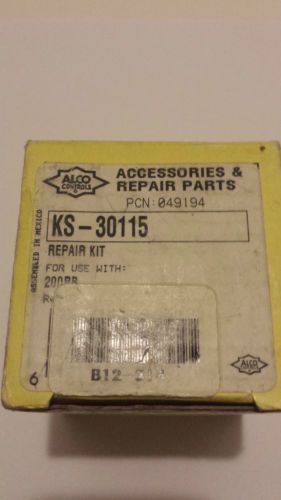 ALCO
CONTROLS
ACCESSORIES &
REPAIR PARTS
PCN:049194
KS-30115
REPAIR KIT
FOR USE WITH:
200RB
ASSEMBLED IN MEXICO
6
ALCO